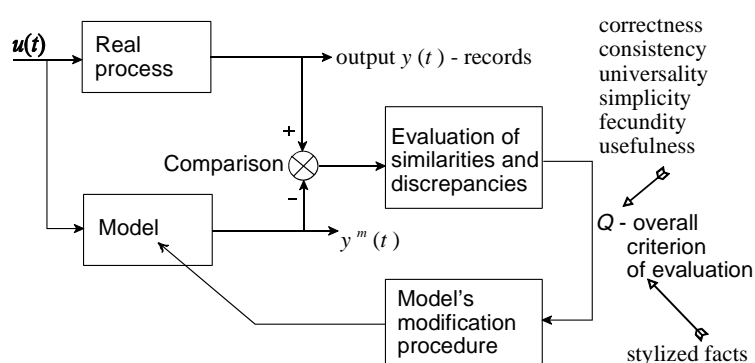 correctness
consistency
universality
simplicity
fecundity
usefulness
u(t)
Real
process
output y (t) - records
+
Comparison
−
Evaluation of
similarities and
discrepancies
Model
y m (t)
Q - overall
criterion
of evaluation
Model's
modification
procedure
stylized facts